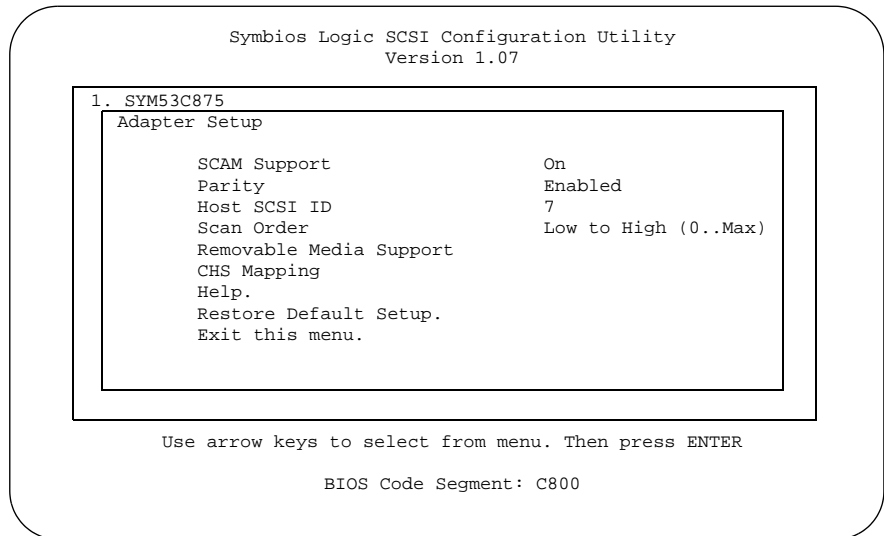 Symbios Logic SCSI Configuration Utility
Version 1.07
1. SYM53C875
Adapter Setup
SCAM Support On
Parity Enabled
Host SCSI ID 7
Scan Order Low to High (0..Max)
Removable Media Support
CHS Mapping
Help.
Restore Default Setup.
Exit this menu.
Use arrow keys to select from menu. Then press ENTER
BIOS Code Segment: C800